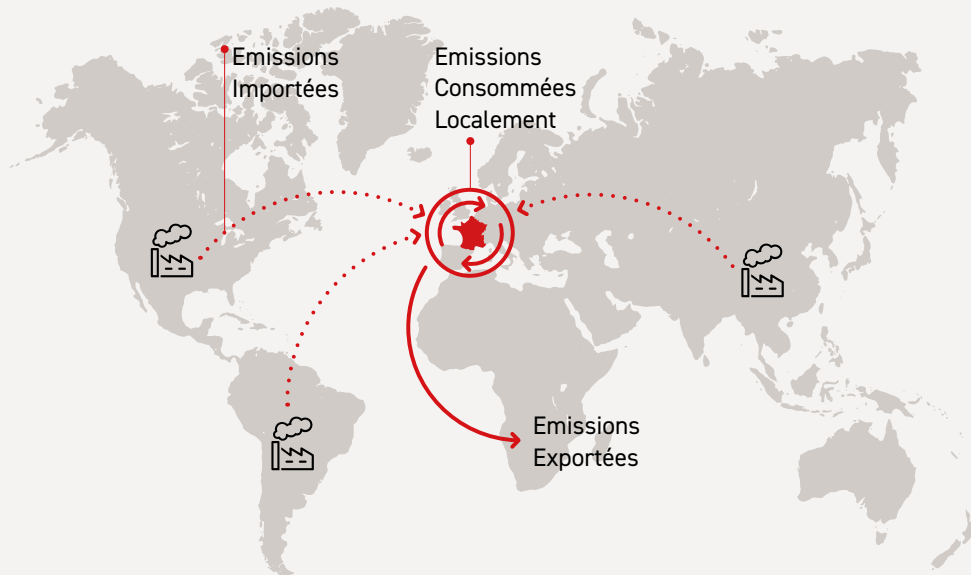 Emissions
Importées
Emissions
Consommées
Localement
Emissions
Exportées